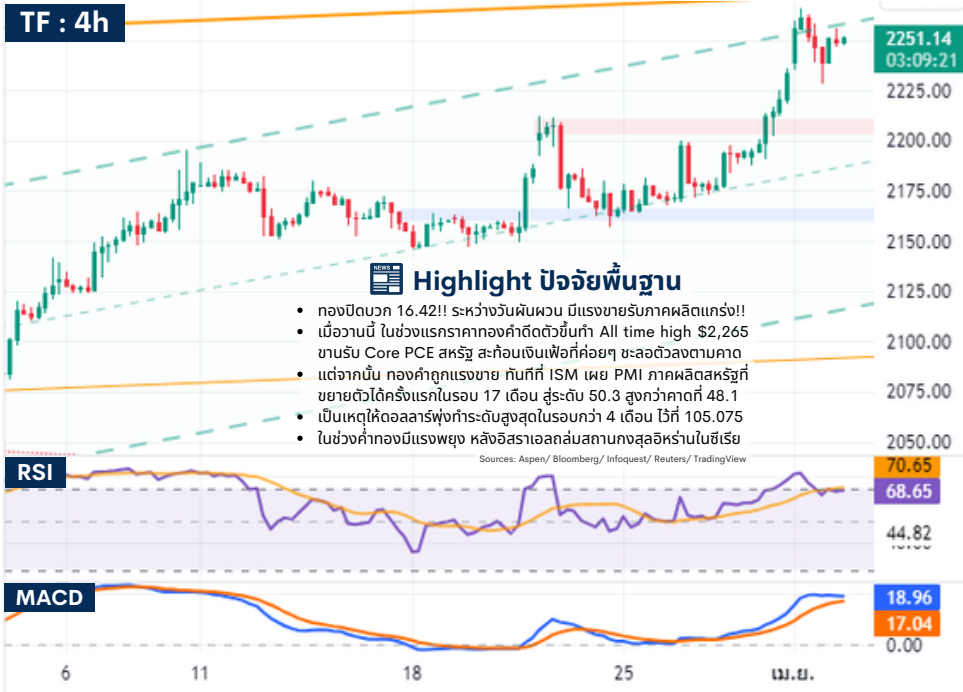 TF : 4h
2251.14
03:09:21
2225.00
2200.00
2175.00
2150.00
2125.00
2100.00
2075.00
2050.00
NEWS
Highlight ปัจจัยพื้นฐาน
• ทองปิดบวก 16.42!! ระหว่างวันผันผวน มีแรงขายรับภาคผลิตแกร่ง!!
• เมื่อวานนี้ ในช่วงแรกราคาทองคำดีดตัวขึ้นทำ All time high $2,265
ขานรับ Core PCE สหรัฐ สะท้อนเงินเฟ้อที่ค่อยๆ ชะลอตัวลงตามคาด
• แต่จากนั้น ทองคำถูกแรงขาย ทันทีที่ ISM เผย PMI ภาคผลิตสหรัฐที่
ขยายตัวได้ครั้งแรกในรอบ 17 เดือน สู่ระดับ 50.3 สูงกว่าคาดที่ 48.1
• เป็นเหตุให้ดอลลาร์พุ่งทำระดับสูงสุดในรอบกว่า 4 เดือน ไว้ที่ 105.075
• ในช่วงค่ำทองมีแรงพยุง หลังอิสราเอลถล่มสถานกงสุลอิหร่านในซีเรีย
Sources: Aspen/ Bloomberg/ Infoquest/ Reuters/ TradingView
RSI
70.65
68.65
44.82
MACD
18.96
17.04
0.00
6 11 18 25 เม.ย.